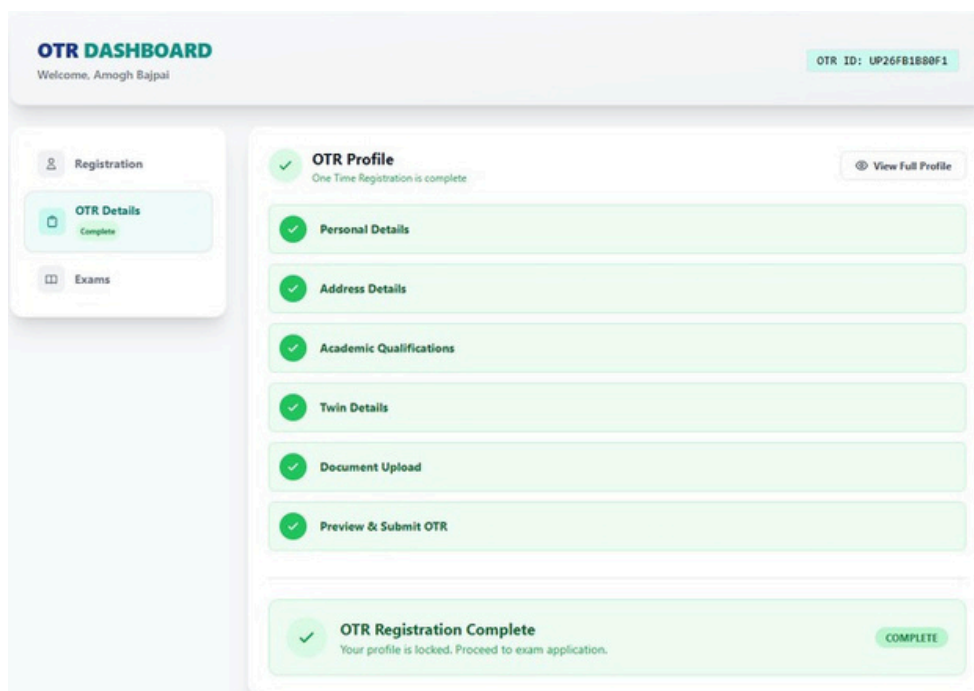 OTR DASHBOARD
Welcome, Amogh Bajpai
OTR ID: UP26FB1B80F1
Registration
OTR Details
Complete
Exams
OTR Profile
One Time Registration is complete
View Full Profile
Personal Details
Address Details
Academic Qualifications
Twin Details
Document Upload
Preview & Submit OTR
OTR Registration Complete
Your profile is locked. Proceed to exam application.
COMPLETE